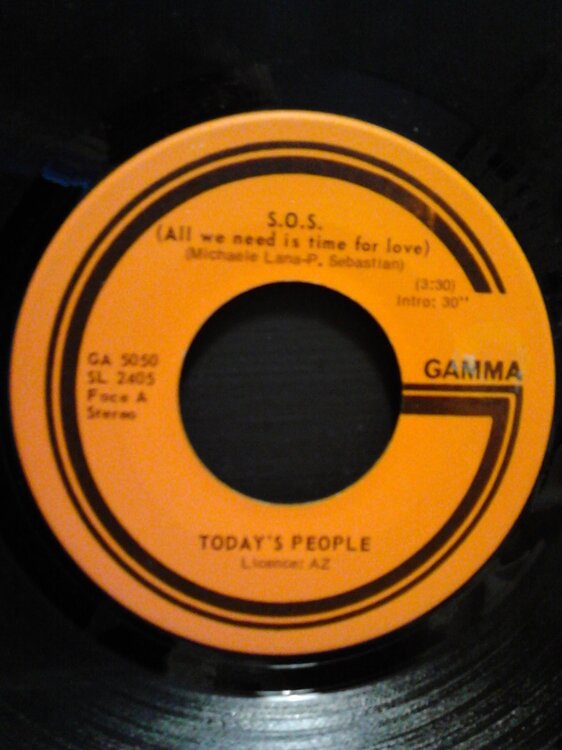 S.O.S.
(All we need is time for love)
(Michaele Lana-P. Sebastian)
(3:30)
Intro: 30"
GA 5050
SL 2405
Face A
Stereo
GAMMA
TODAY'S PEOPLE
Licence: AZ